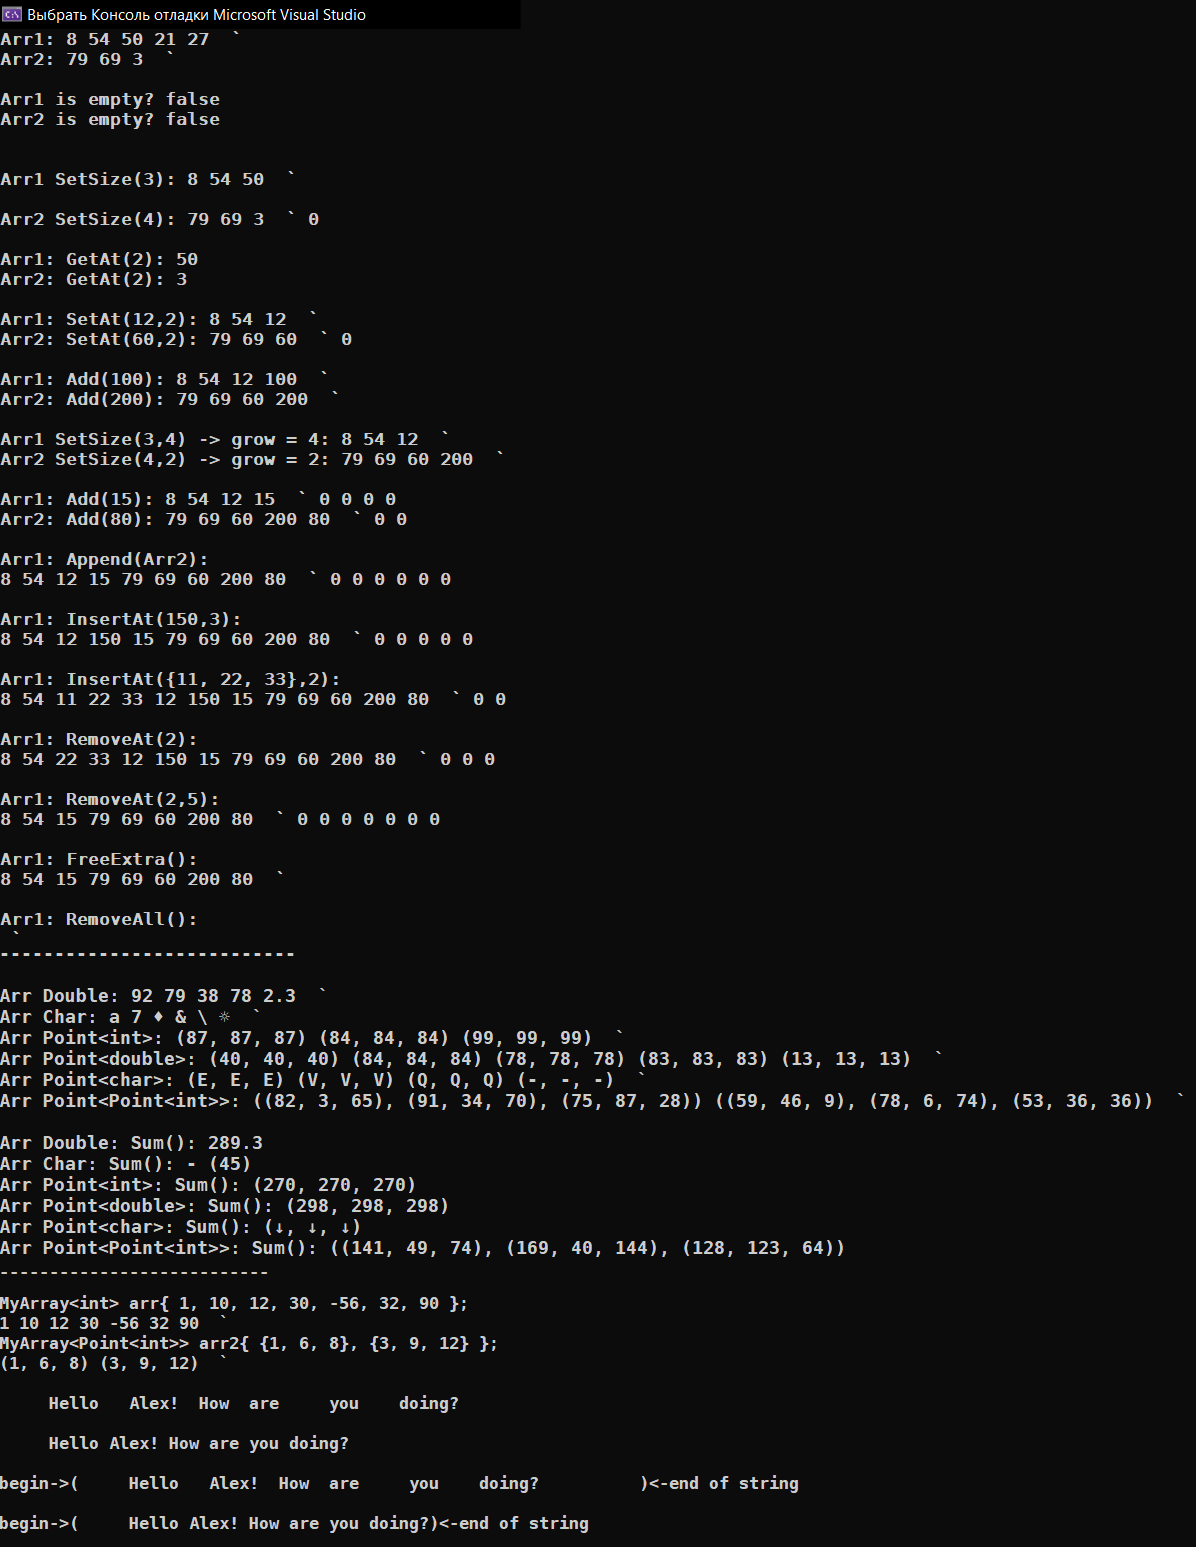 Выбрать Консоль отладки Microsoft Visual Studio
Arr1: 8 54 50 21 27  `
Arr2: 79 69 3  `
Arr1 is empty? false
Arr2 is empty? false
Arr1 SetSize(3): 8 54 50  `
Arr2 SetSize(4): 79 69 3  ` 0
Arr1: GetAt(2): 50
Arr2: GetAt(2): 3
Arr1: SetAt(12,2): 8 54 12  `
Arr2: SetAt(60,2): 79 69 60  ` 0
Arr1: Add(100): 8 54 12 100  `
Arr2: Add(200): 79 69 60 200  `
Arr1 SetSize(3,4) -> grow = 4: 8 54 12  `
Arr2 SetSize(4,2) -> grow = 2: 79 69 60 200  `
Arr1: Add(15): 8 54 12 15  ` 0 0 0 0
Arr2: Add(80): 79 69 60 200 80  ` 0 0
Arr1: Append(Arr2):
8 54 12 15 79 69 60 200 80  ` 0 0 0 0 0 0
Arr1: InsertAt(150,3):
8 54 12 150 15 79 69 60 200 80  ` 0 0 0 0 0
Arr1: InsertAt({11, 22, 33},2):
8 54 11 22 33 12 150 15 79 69 60 200 80  ` 0 0
Arr1: RemoveAt(2):
8 54 22 33 12 150 15 79 69 60 200 80  ` 0 0 0
Arr1: RemoveAt(2,5):
8 54 15 79 69 60 200 80  ` 0 0 0 0 0 0 0
Arr1: FreeExtra():
8 54 15 79 69 60 200 80  `
Arr1: RemoveAll():
`
---------------------------
Arr Double: 92 79 38 78 2.3  `
Arr Char: a 7 ♦ & \ ☼  `
Arr Point<int>: (87, 87, 87) (84, 84, 84) (99, 99, 99)  `
Arr Point<double>: (40, 40, 40) (84, 84, 84) (78, 78, 78) (83, 83, 83) (13, 13, 13)  `
Arr Point<char>: (E, E, E) (V, V, V) (Q, Q, Q) (-, -, -)  `
Arr Point<Point<int>>: ((82, 3, 65), (91, 34, 70), (75, 87, 28)) ((59, 46, 9), (78, 6, 74), (53, 36, 36))  `
Arr Double: Sum(): 289.3
Arr Char: Sum(): - (45)
Arr Point<int>: Sum(): (270, 270, 270)
Arr Point<double>: Sum(): (298, 298, 298)
Arr Point<char>: Sum(): (↓, ↓, ↓)
Arr Point<Point<int>>: Sum(): ((141, 49, 74), (169, 40, 144), (128, 123, 64))
---------------------------
MyArray<int> arr{ 1, 10, 12, 30, -56, 32, 90 };
1 10 12 30 -56 32 90  `
MyArray<Point<int>> arr2{ {1, 6, 8}, {3, 9, 12} };
(1, 6, 8) (3, 9, 12)  `
     Hello   Alex!  How  are     you    doing?
     Hello Alex! How are you doing?
begin->(     Hello   Alex!  How  are     you    doing?          )<-end of string
begin->(     Hello Alex! How are you doing?)<-end of string